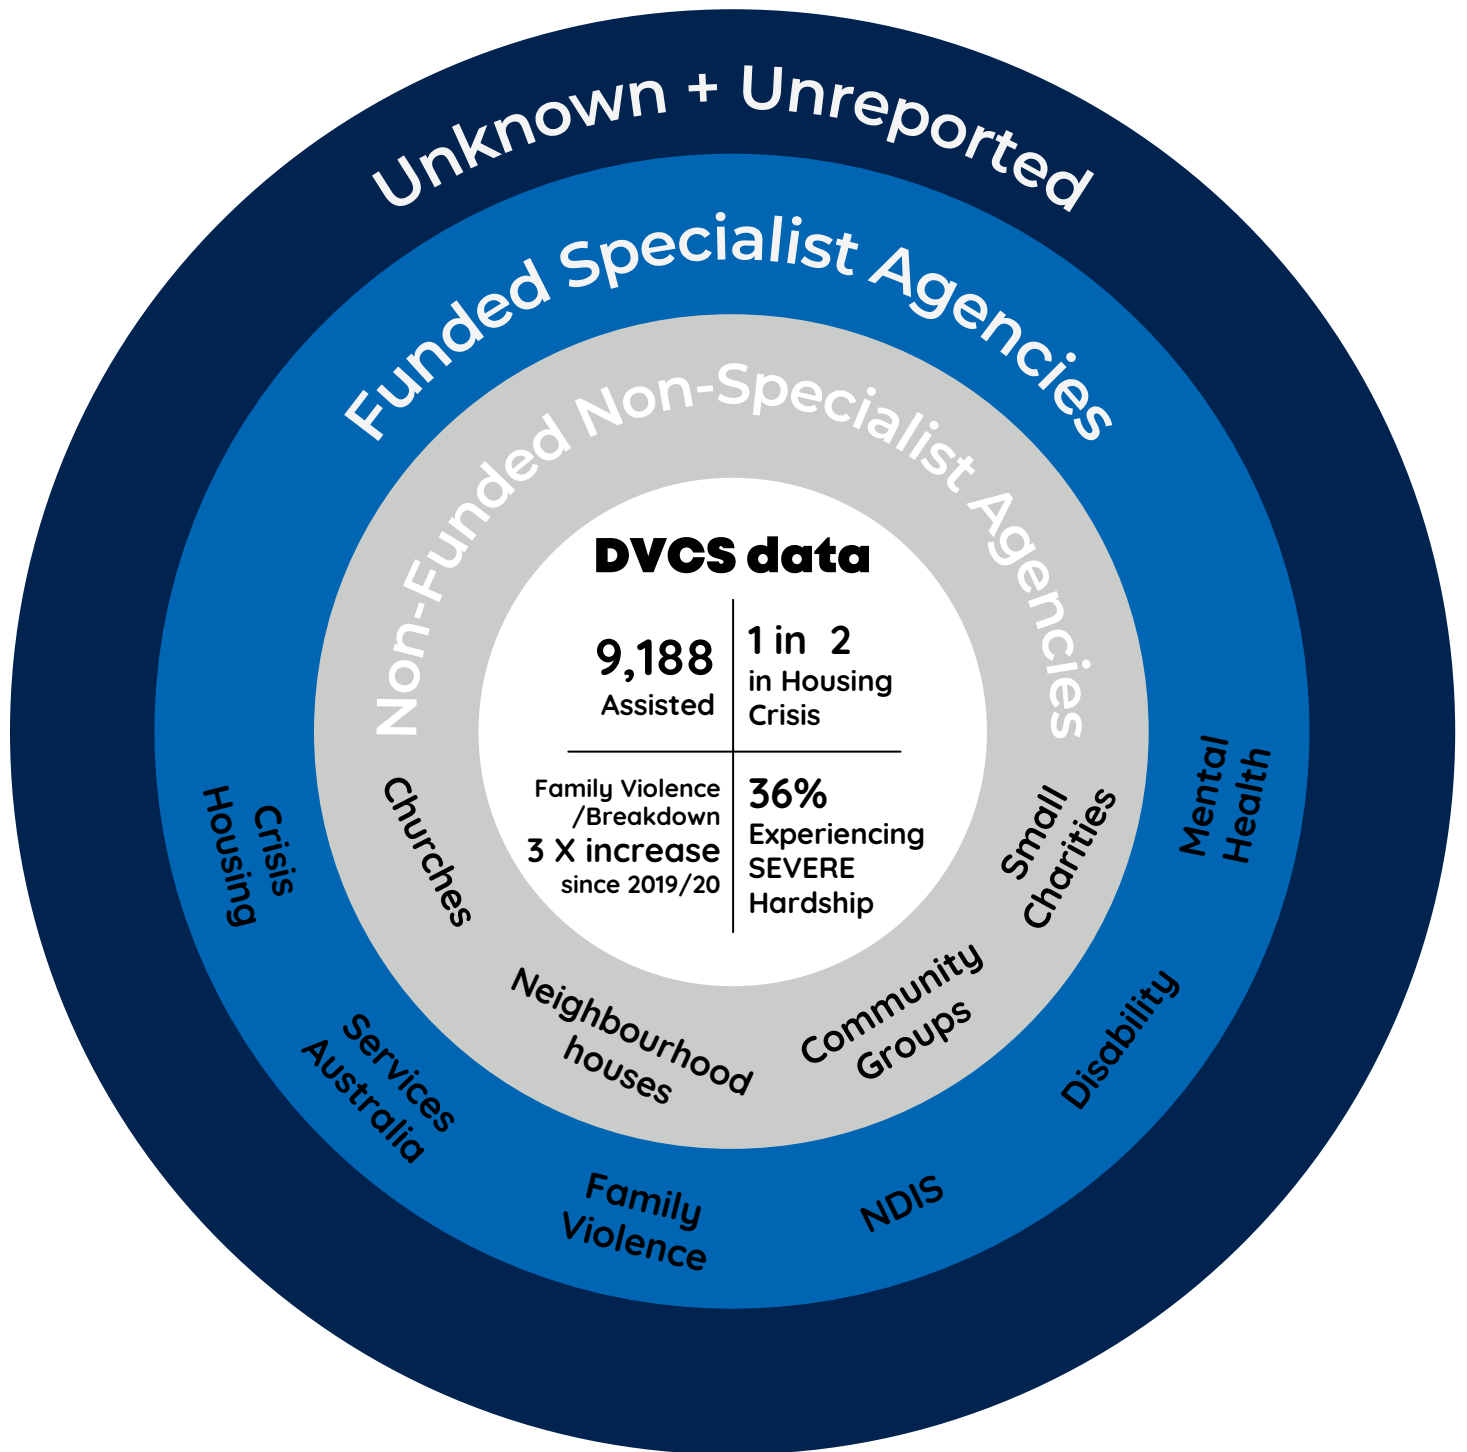 Unknown + Unreported
Funded Specialist Agencies
Non-Funded Non-Specialist Agencies
DVCS data
9,188
Assisted
1 in 2
in Housing
Crisis
Family Violence
/Breakdown
3 X increase
since 2019/20
36%
Experiencing
SEVERE
Hardship
Churches
Neighbourhood
houses
Community
Groups
Small
Charities
Crisis
Housing
Services
Australia
Family
Violence
NDIS
Disability
Mental
Health